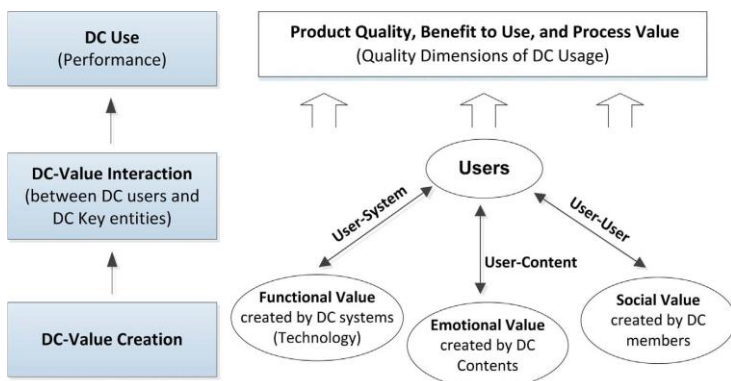 DC Use
(Performance)
Product Quality, Benefit to Use, and Process Value
(Quality Dimensions of DC Usage)
DC-Value Interaction
(between DC users and
DC Key entities)
Users
User-System
User-Content
User-User
DC-Value Creation
Functional Value
created by DC systems
(Technology)
Emotional Value
created by DC
Contents
Social Value
created by DC
members